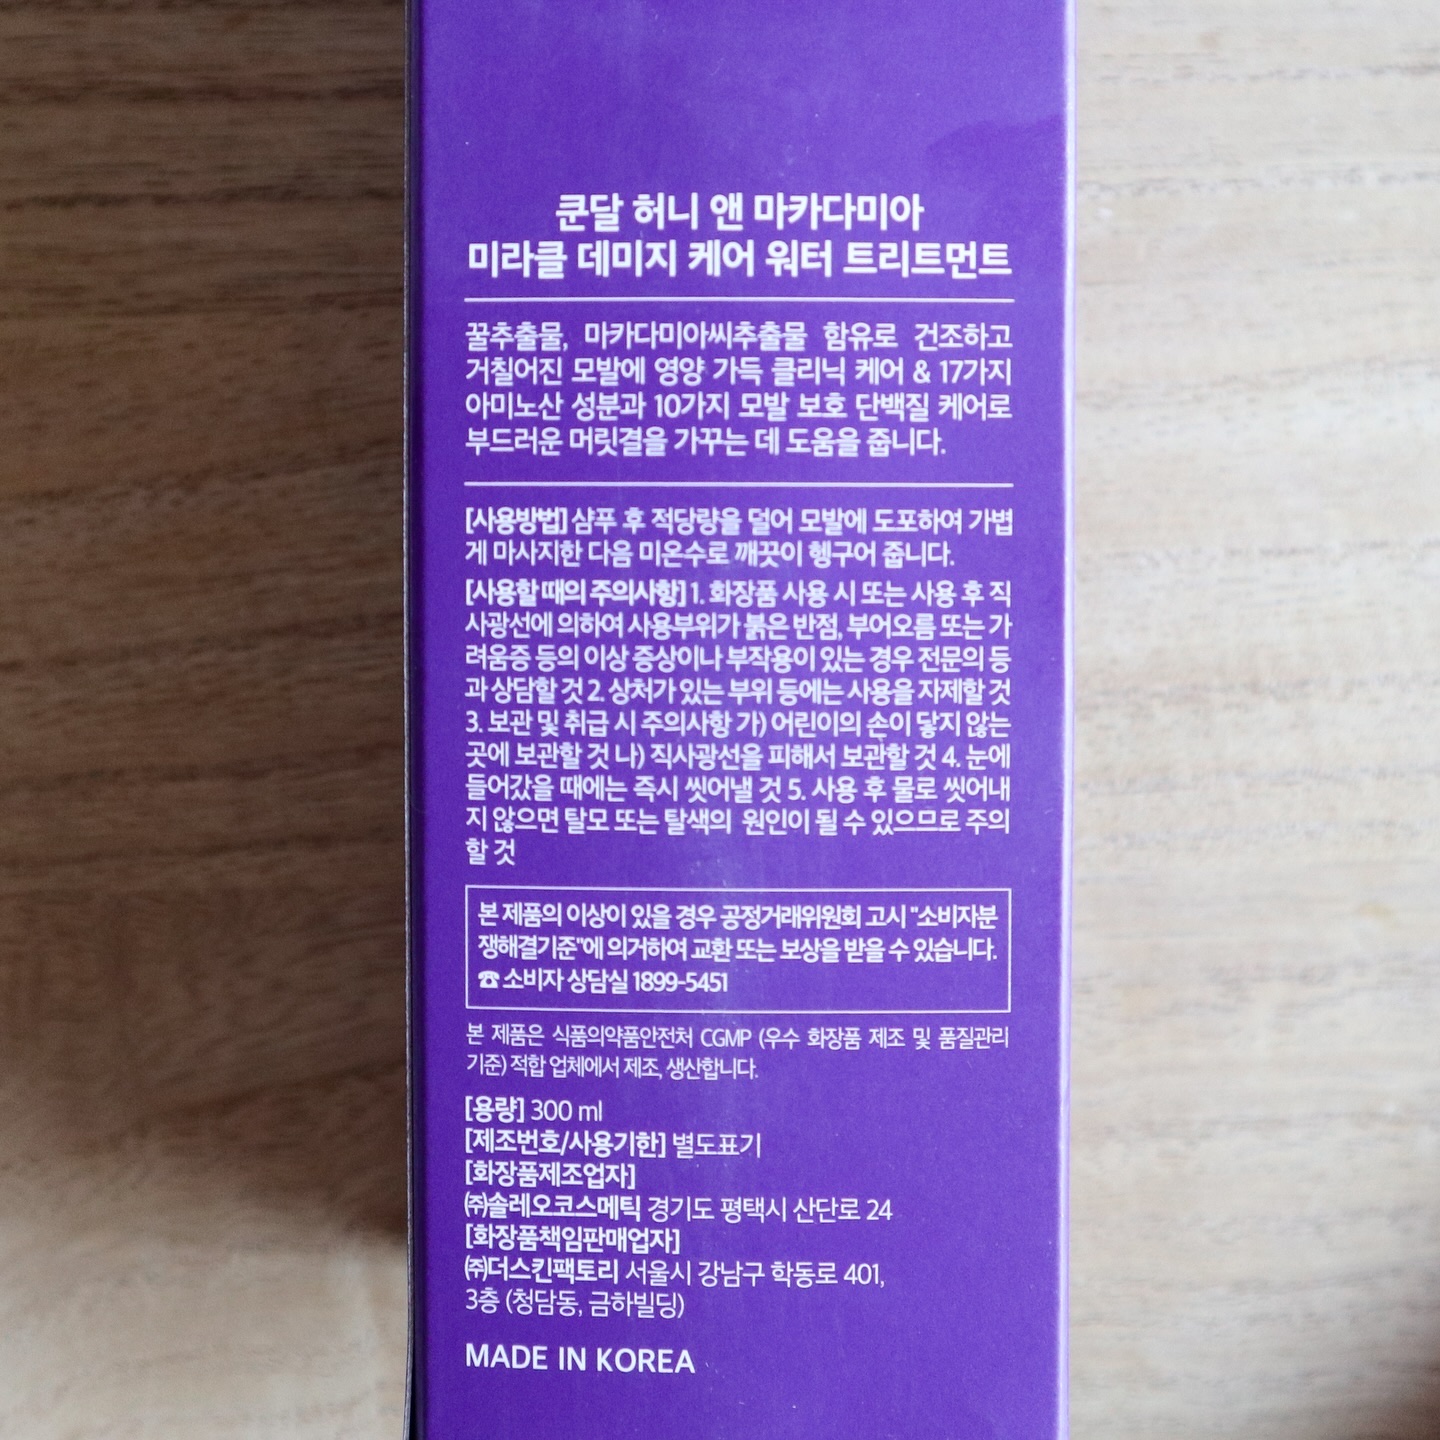 쿤달 허니 앤 마카다미아
미라클 데미지 케어 워터 트리트먼트
꿀추출물, 마카다미아씨추출물 함유로 건조하고
거칠어진 모발에 영양 가득 클리닉 케어 & 17가지
아미노산 성분과 10가지 모발 보호 단백질 케어로
부드러운 머릿결을 가꾸는 데 도움을 줍니다.
[사용방법] 샴푸 후 적당량을 덜어 모발에 도포하여 가볍
게 마사지한 다음 미온수로 깨끗이 헹구어 줍니다.
[사용할 때의 주의사항] 1. 화장품 사용 시 또는 사용 후 직
사광선에 의하여 사용부위가 붉은 반점, 부어오름 또는 가
려움증 등의 이상 증상이나 부작용이 있는 경우 전문의 등
과 상담할 것 2. 상처가 있는 부위 등에는 사용을 자제할 것
3. 보관 및 취급 시 주의사항 가) 어린이의 손이 닿지 않는
곳에 보관할 것 나) 직사광선을 피해서 보관할 것 4. 눈에
들어갔을 때에는 즉시 씻어낼 것 5. 사용 후 물로 씻어내
지 않으면 탈모 또는 탈색의 원인이 될 수 있으므로 주의
할 것
본 제품의 이상이 있을 경우 공정거래위원회 고시 "소비자분
쟁해결기준"에 의거하여 교환 또는 보상을 받을 수 있습니다.
☎ 소비자 상담실 1899-5451
본 제품은 식품의약품안전처 CGMP (우수 화장품 제조 및 품질관리
기준) 적합 업체에서 제조, 생산합니다.
[용량] 300 ml
[제조번호/사용기한] 별도표기
[화장품제조업자]
㈜솔레오코스메틱 경기도 평택시 산단로 24
[화장품책임판매업자]
㈜더스킨팩토리 서울시 강남구 학동로 401,
3층 (청담동, 금하빌딩)
MADE IN KOREA